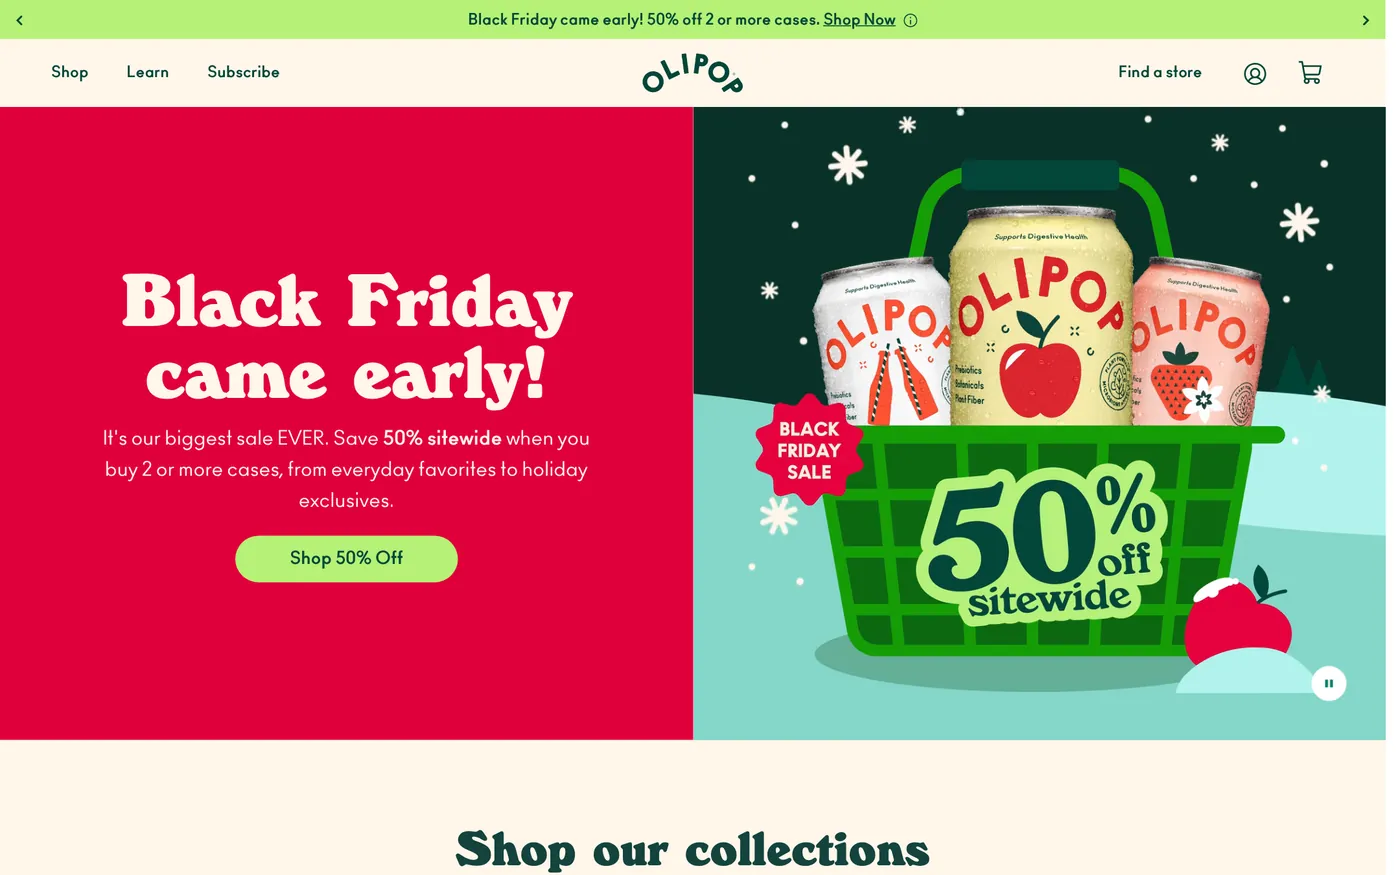 Black Friday came early! 50% off 2 or more cases. Shop Now
Shop
Learn
Subscribe
OLIPOP
Find a store
Black Friday
came early!
It's our biggest sale EVER. Save 50% sitewide when you
buy 2 or more cases, from everyday favorites to holiday
exclusives.
Shop 50% Off
Supports Digestive Health
OLIPOP
Prebiotics
Supports Digestive Health
OLIPOP
Prebiotics
Botanicals
Plant Fiber
Supports Digestive Health
OLIPOP
BLACK
FRIDAY
SALE
50%
off
sitewide
Shop our collections